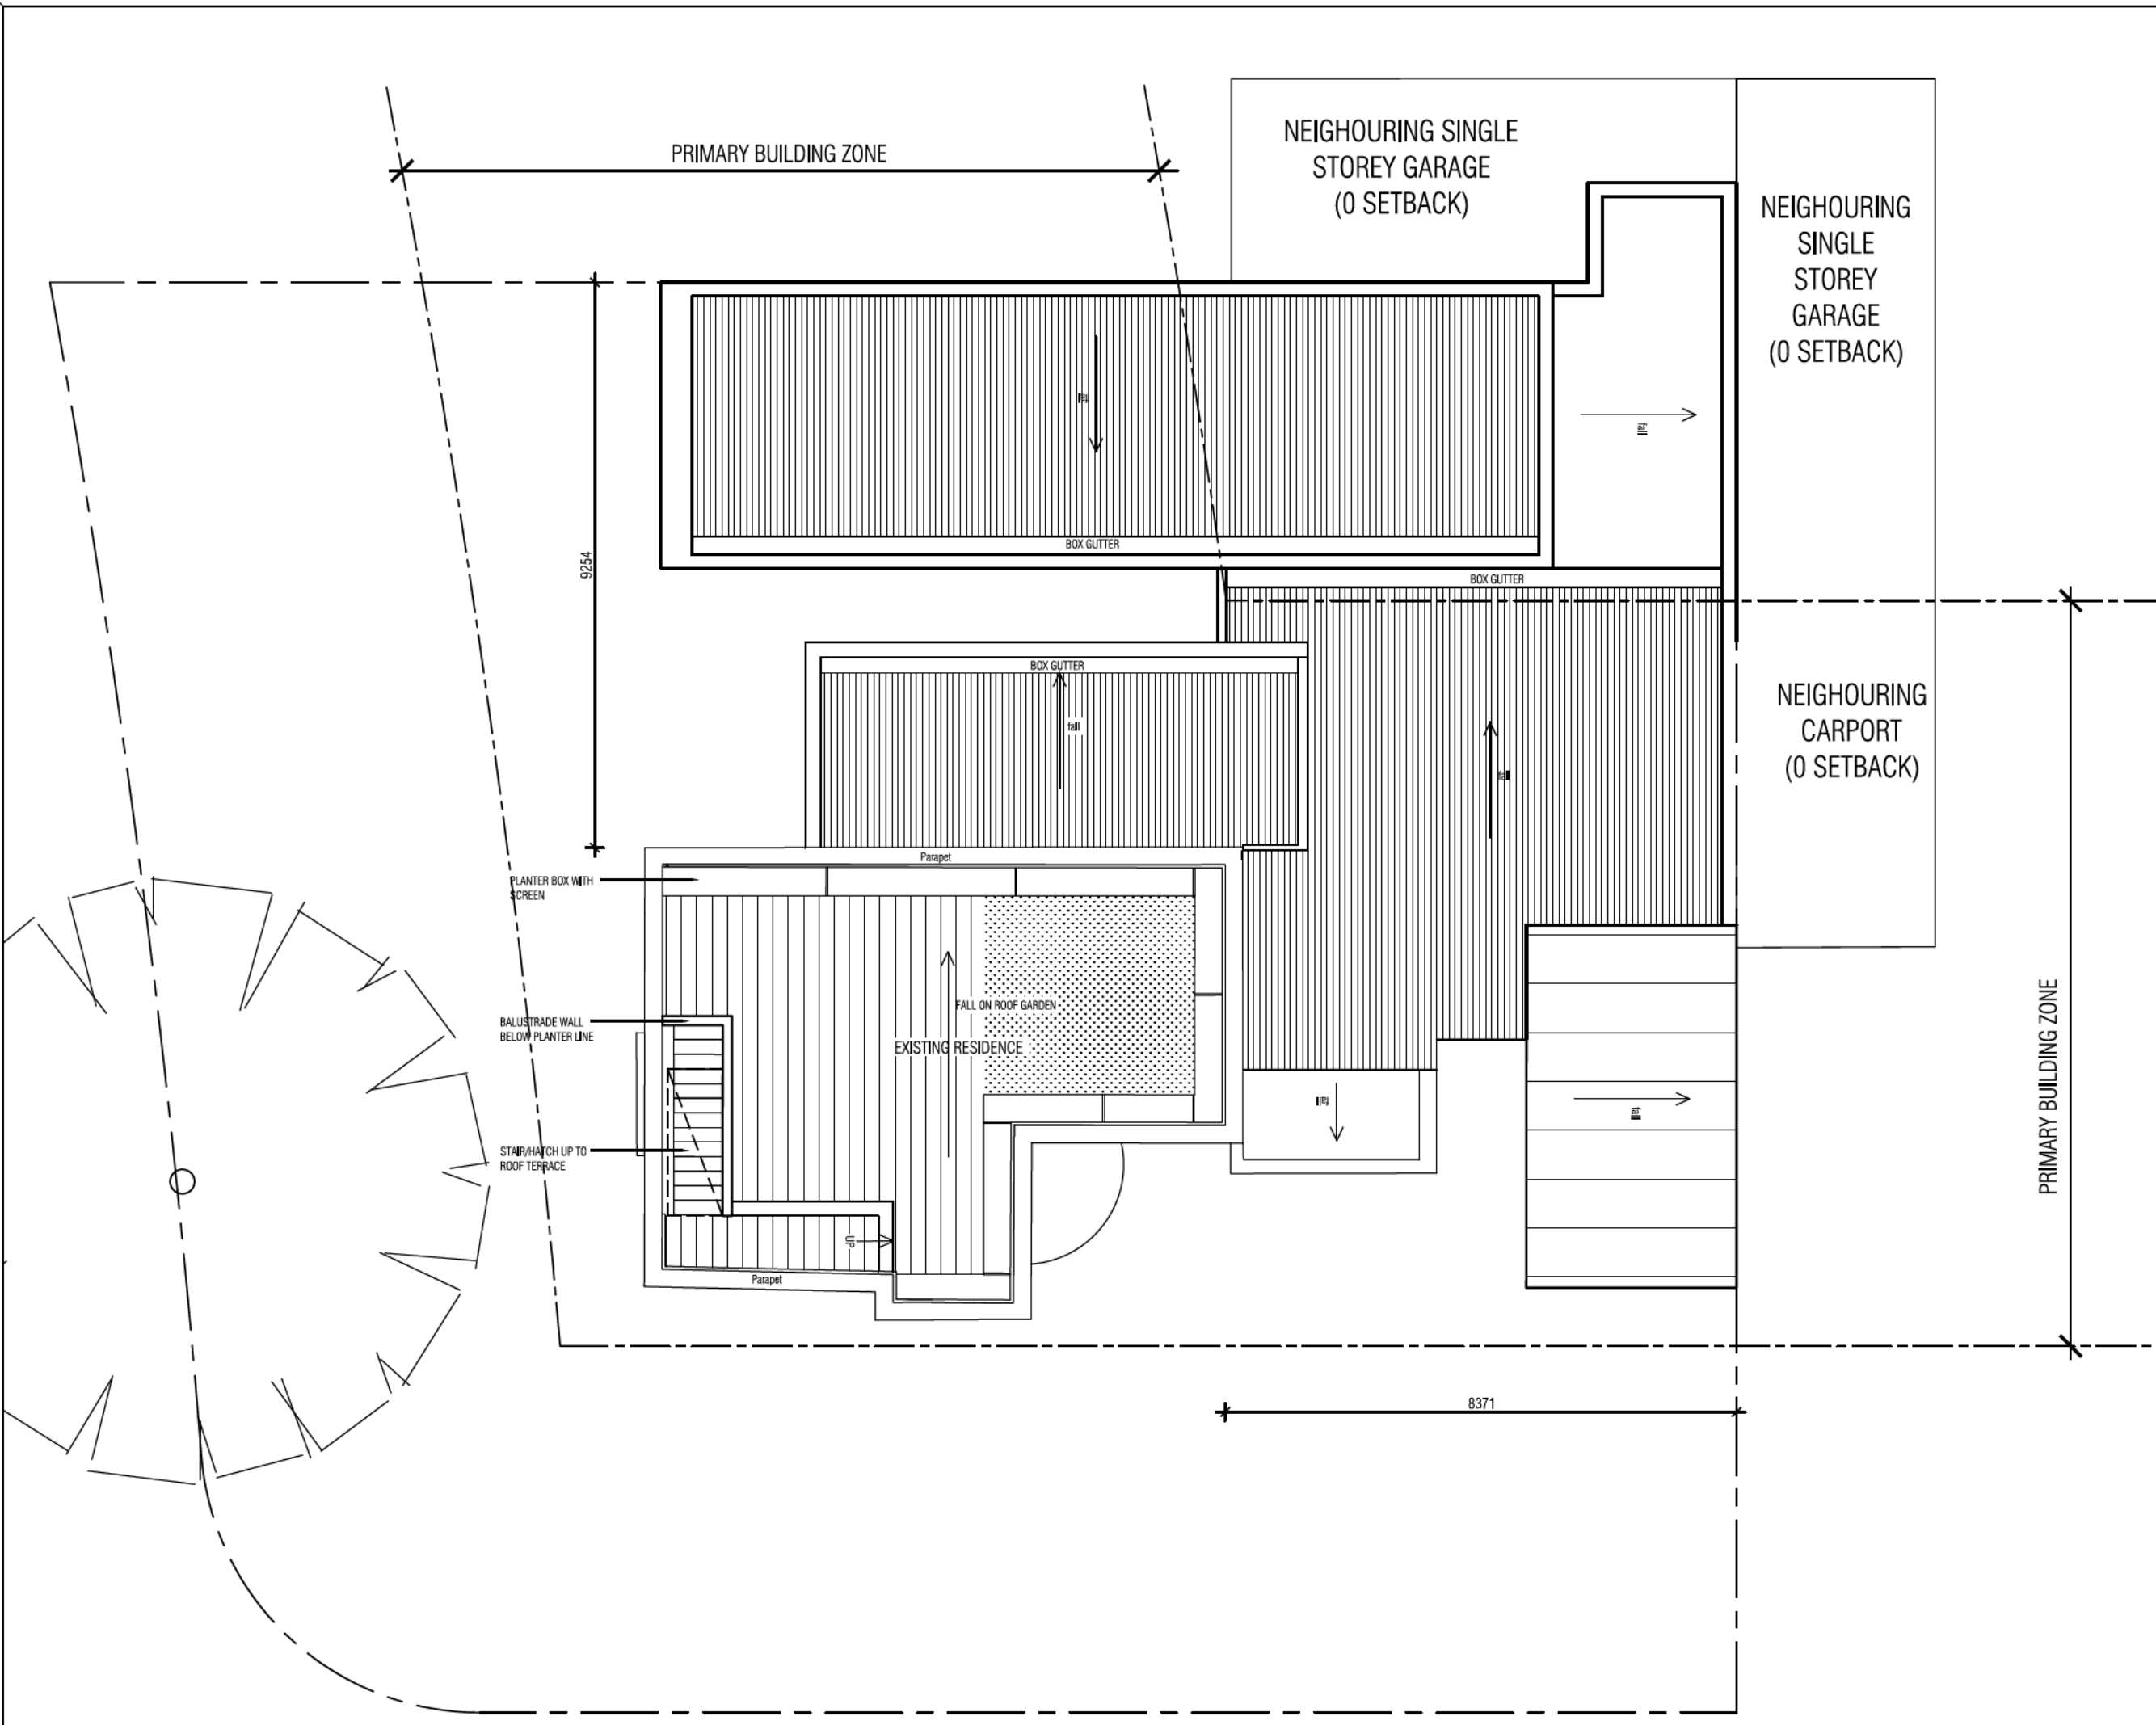 PRIMARY BUILDING ZONE
NEIGHOURING SINGLE
STOREY GARAGE
(0 SETBACK)
NEIGHOURING
SINGLE
STOREY
GARAGE
(0 SETBACK)
fall
fall
BOX GUTTER
9254
BOX GUTTER
BOX GUTTER
fall
fall
NEIGHOURING
CARPORT
(0 SETBACK)
Parapet
PLANTER BOX WITH
SCREEN
FALL ON ROOF GARDEN
BALUSTRADE WALL
BELOW PLANTER LINE
EXISTING RESIDENCE
fall
fall
PRIMARY BUILDING ZONE
STAIR/HATCH UP TO
ROOF TERRACE
UP
Parapet
8371